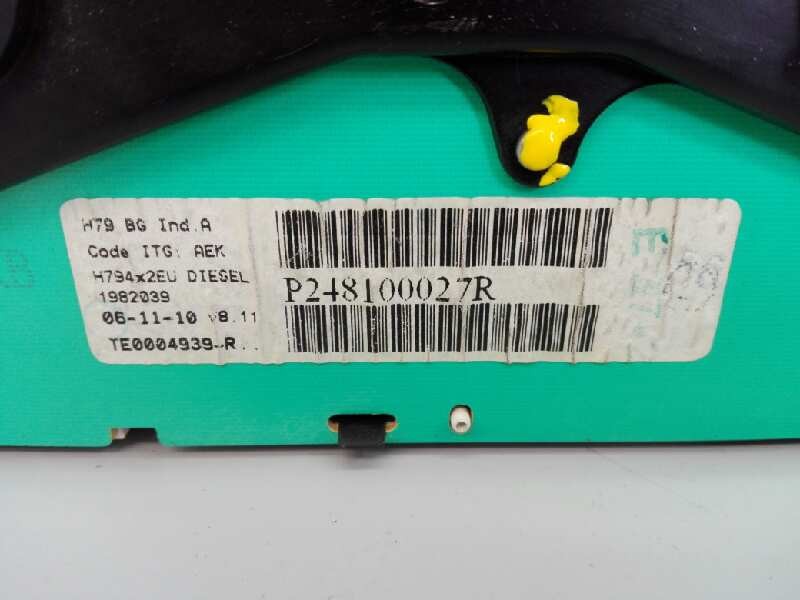 H79 BG Ind.A
Code ITG: AEK
H794x2EU DIESEL
1982039
06-11-10 v8.11
TE0004939-R..
P248100027R